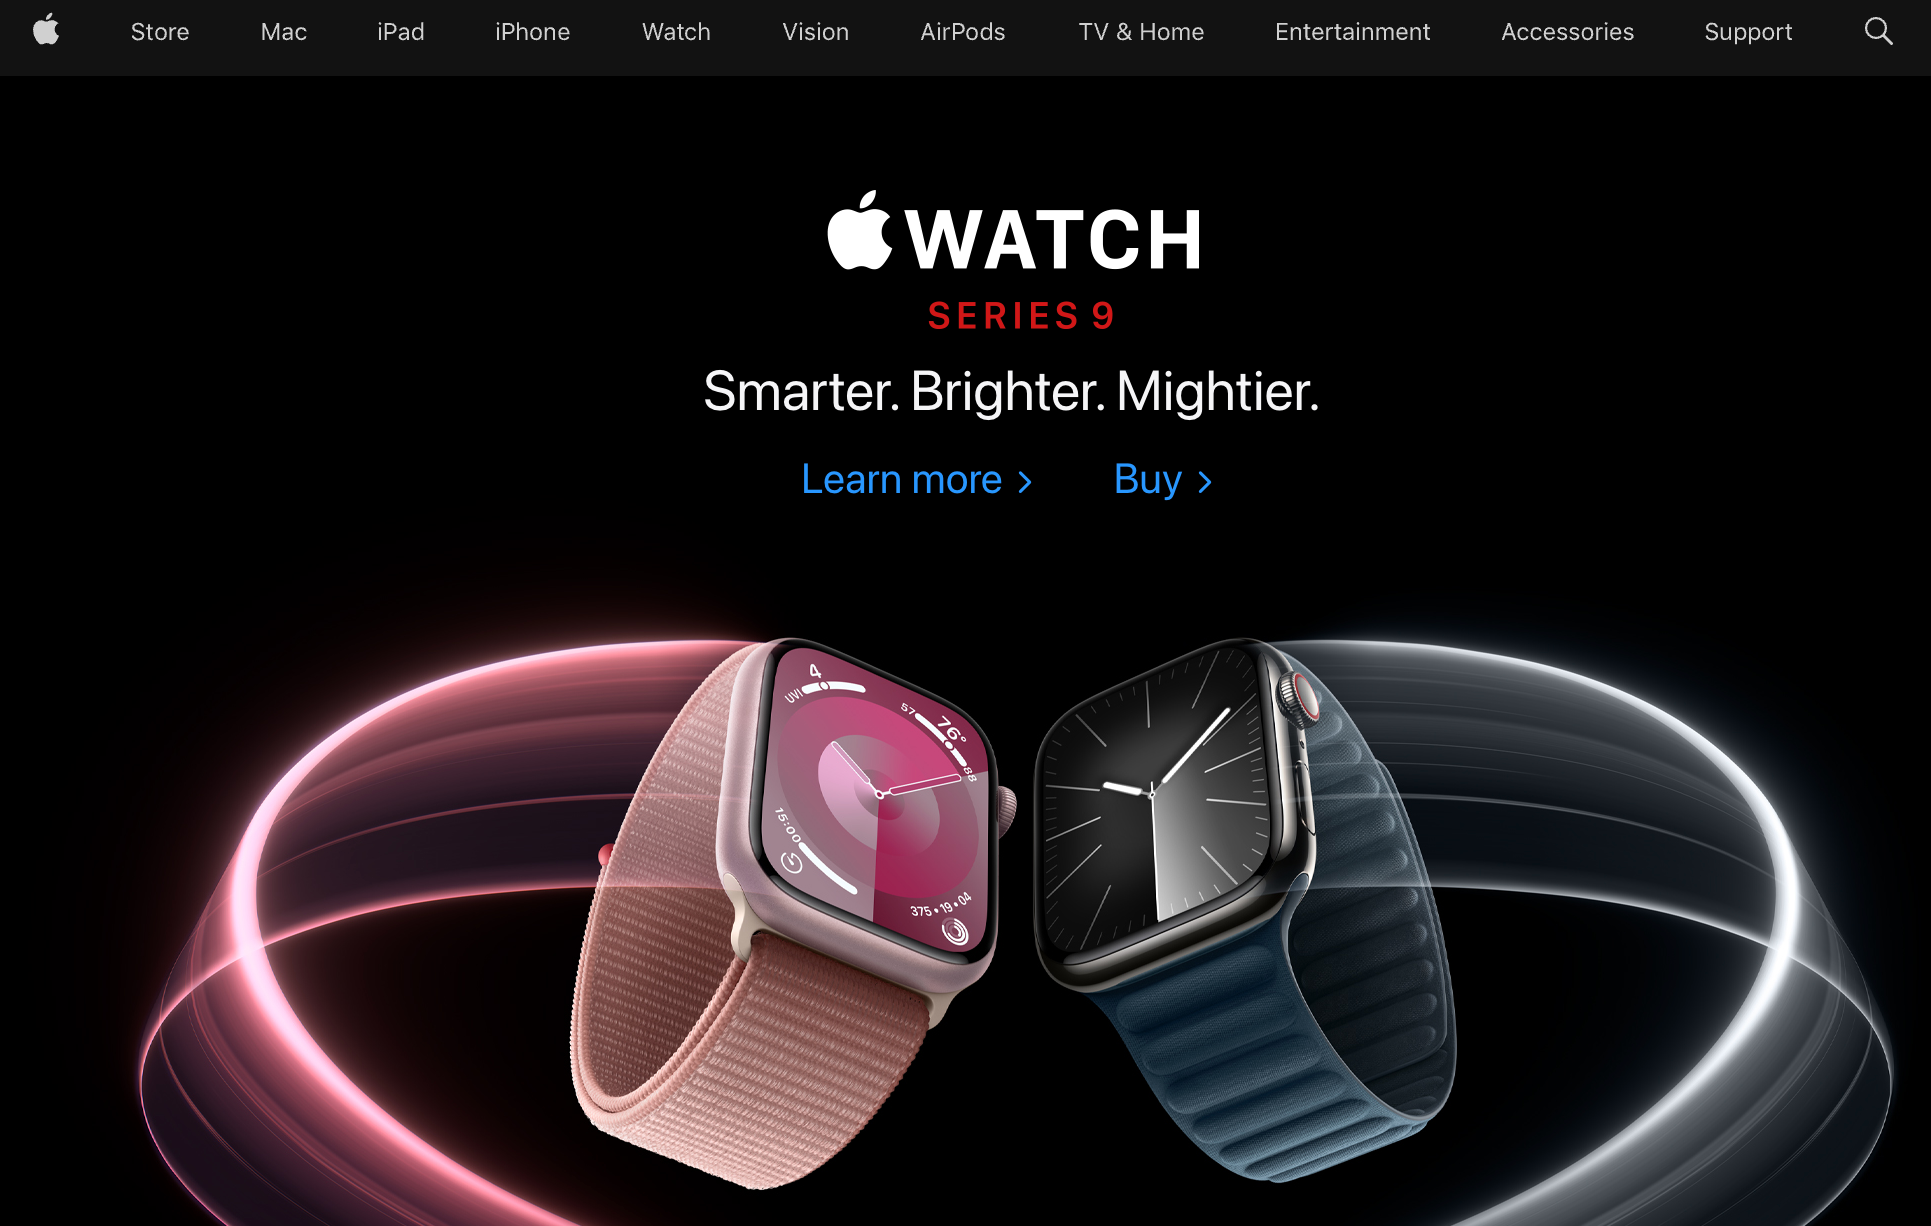 Store Mac iPad iPhone Watch Vision AirPods TV & Home Entertainment Accessories Support
WATCH
SERIES 9
Smarter. Brighter. Mightier.
Learn more > Buy >
4
UVI
57 76° 88
15:00
375•19•04